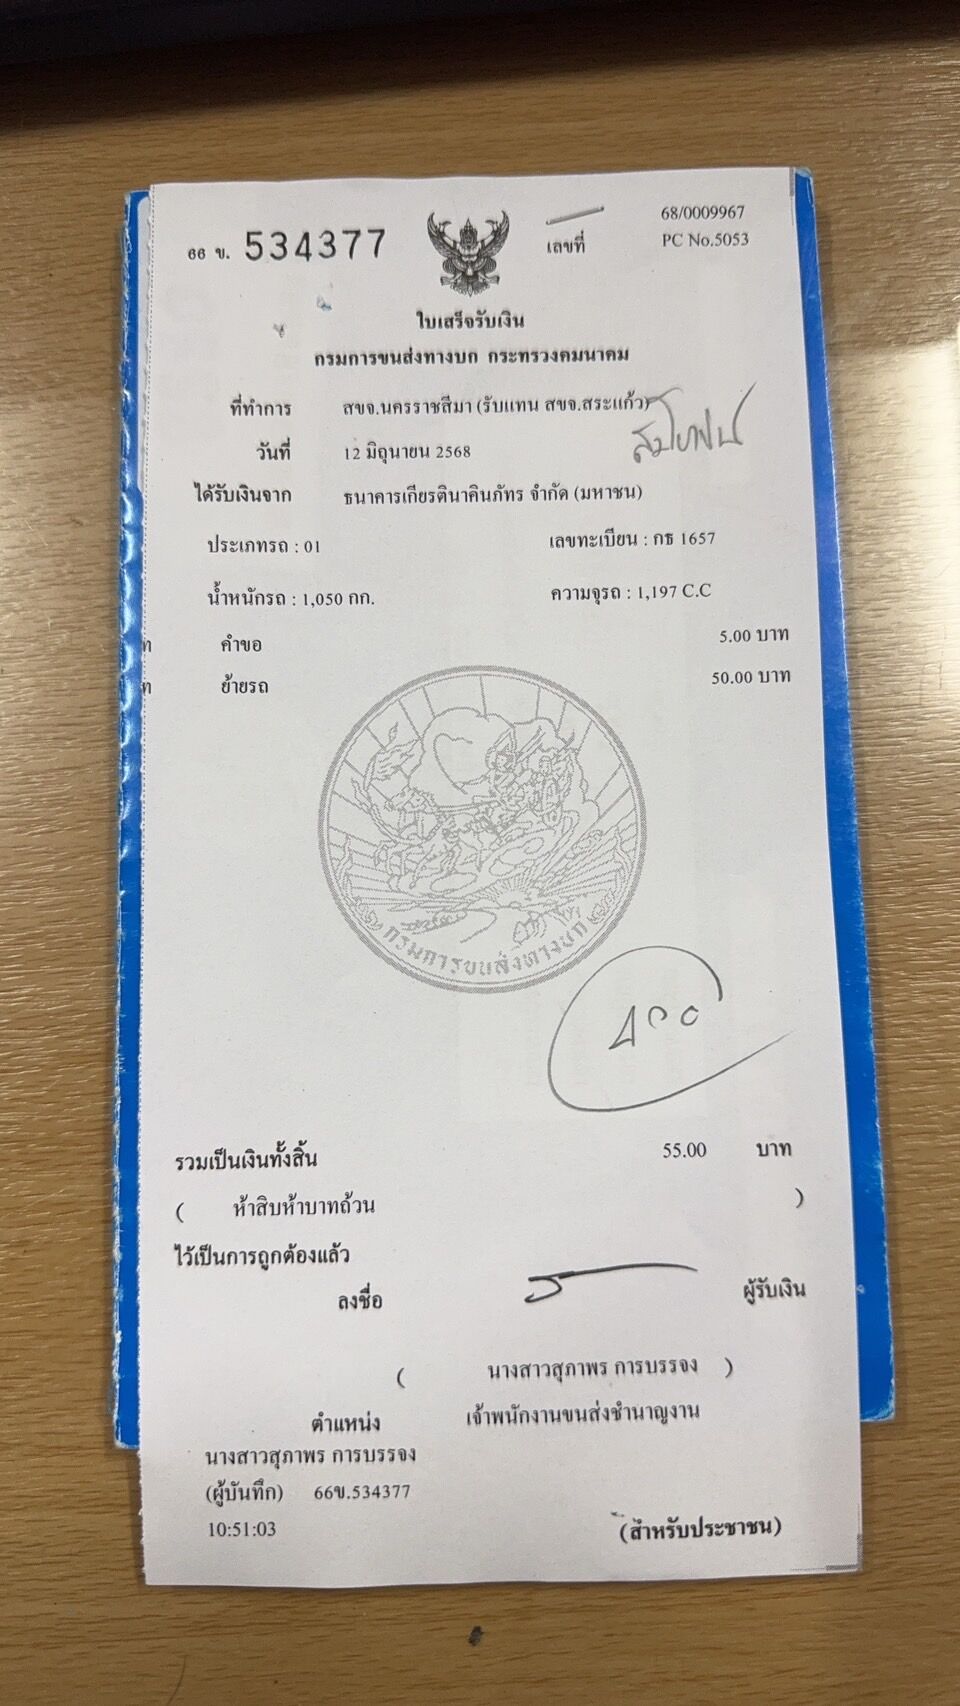 66 ข. 534377
เลขที่ 68/0009967
PC No.5053
ใบเสร็จรับเงิน
กรมการขนส่งทางบก กระทรวงคมนาคม
ที่ทำการ สขจ.นครราชสีมา (รับแทน สขจ.สระแก้ว)
วันที่ 12 มิถุนายน 2568
ได้รับเงินจาก ธนาคารเกียรตินาคินภัทร จำกัด (มหาชน)
ประเภทรถ : 01 เลขทะเบียน : กธ 1657
น้ำหนักรถ : 1,050 กก. ความจุรถ : 1,197 C.C
คำขอ 5.00 บาท
ย้ายรถ 50.00 บาท
กรมการขนส่งทางบก
รวมเป็นเงินทั้งสิ้น 55.00 บาท
( ห้าสิบห้าบาทถ้วน )
ไว้เป็นการถูกต้องแล้ว
ลงชื่อ ผู้รับเงิน
( นางสาวสุภาพร การบรรจง )
ตำแหน่ง เจ้าพนักงานขนส่งชำนาญงาน
นางสาวสุภาพร การบรรจง
(ผู้บันทึก) 66ข.534377
10:51:03
(สำหรับประชาชน)